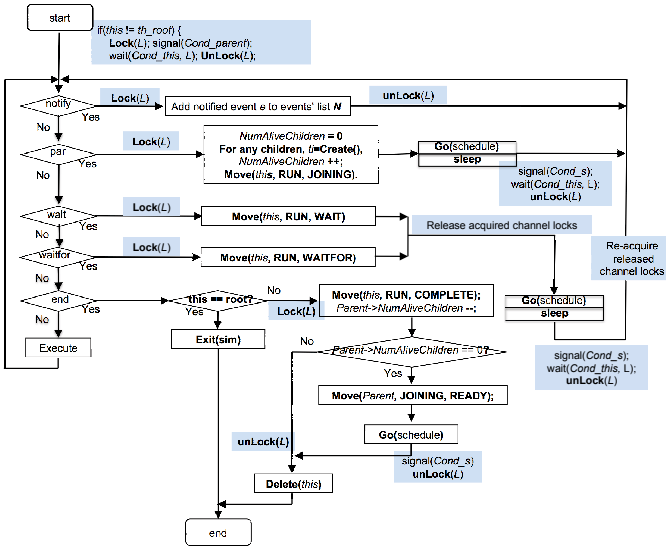 start
if(this != th_root) {
Lock(L); signal(Cond_parent);
wait(Cond_this, L); UnLock(L);
notify
Yes
No
Lock(L)
Add notified event e to events' list N
unLock(L)
par
Yes
No
Lock(L)
NumAliveChildren = 0
For any children, ti=Create(),
NumAliveChildren ++;
Move(this, RUN, JOINING).
Go(schedule)
sleep
signal(Cond_s);
wait(Cond_this, L);
unLock(L)
wait
Yes
No
Lock(L)
Move(this, RUN, WAIT)
Release acquired channel locks
waitfor
Yes
No
Lock(L)
Move(this, RUN, WAITFOR)
Re-acquire
released
channel locks
end
Yes
No
this == root?
No
Yes
Lock(L)
Move(this, RUN, COMPLETE);
Parent->NumAliveChildren --;
Go(schedule)
sleep
signal(Cond_s);
wait(Cond_this, L);
unLock(L)
Execute
Exit(sim)
No
Parent->NumAliveChildren == 0?
Yes
Move(Parent, JOINING, READY);
Go(schedule)
unLock(L)
signal(Cond_s)
unLock(L)
Delete(this)
end